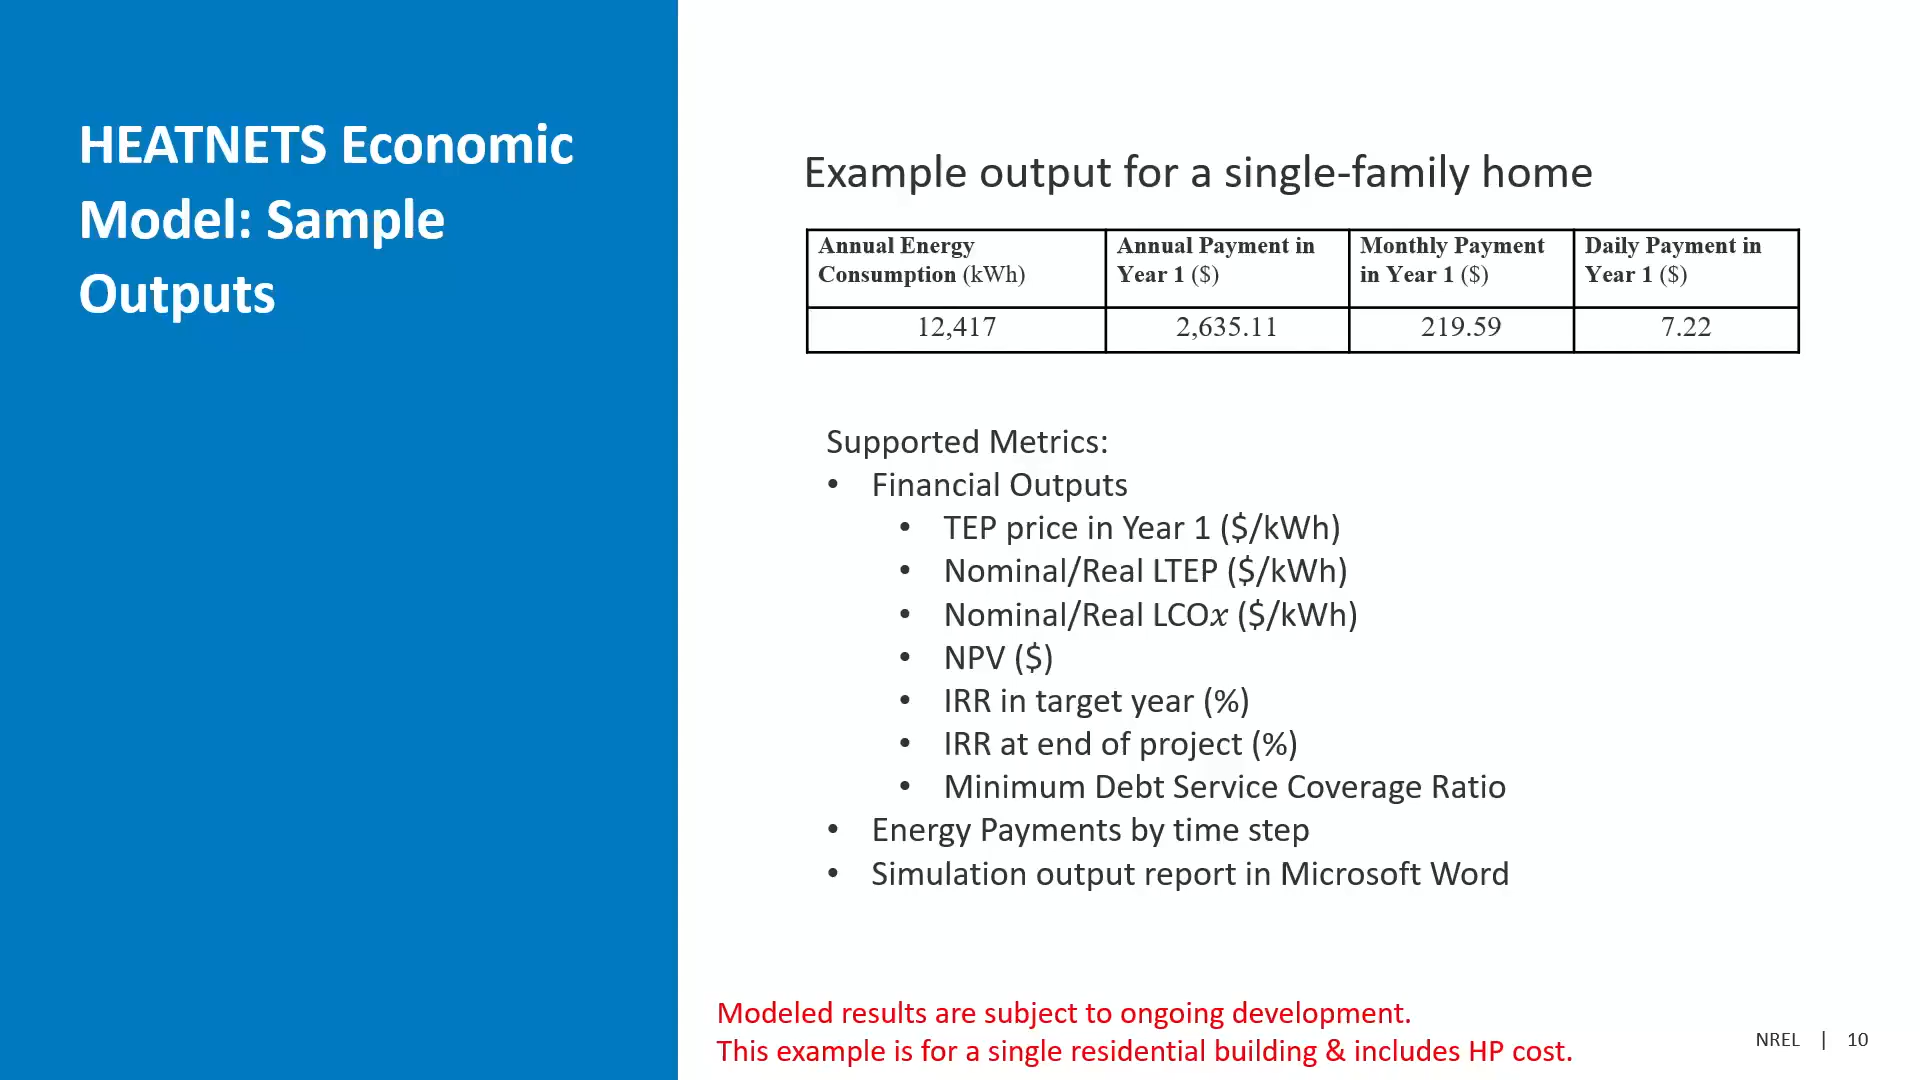 HEATNETS Economic
Model: Sample
Outputs
Example output for a single-family home
Annual Energy Consumption (kWh) Annual Payment in Year 1 ($) Monthly Payment in Year 1 ($) Daily Payment in Year 1 ($)
12,417 2,635.11 219.59 7.22
Supported Metrics:
• Financial Outputs
• TEP price in Year 1 ($/kWh)
• Nominal/Real LTEP ($/kWh)
• Nominal/Real LCOx ($/kWh)
• NPV ($)
• IRR in target year (%)
• IRR at end of project (%)
• Minimum Debt Service Coverage Ratio
• Energy Payments by time step
• Simulation output report in Microsoft Word
Modeled results are subject to ongoing development.
This example is for a single residential building & includes HP cost.
NREL | 10